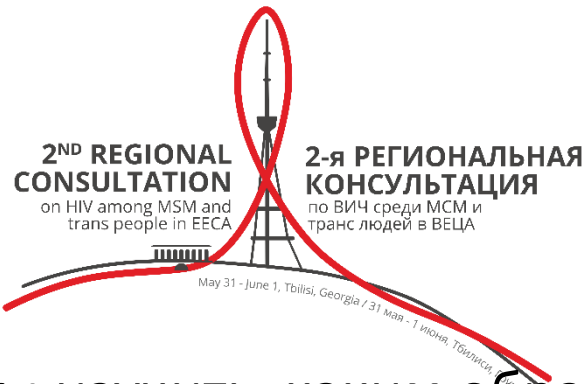 2ND REGIONAL
CONSULTATION
on HIV among MSM and
trans people in EECA
2-я РЕГИОНАЛЬНАЯ
КОНСУЛЬТАЦИЯ
по ВИЧ среди МСМ и
транс людей в ВЕЦА
May 31 - June 1, Tbilisi, Georgia / 31 мая - 1 июня, Тбилиси,